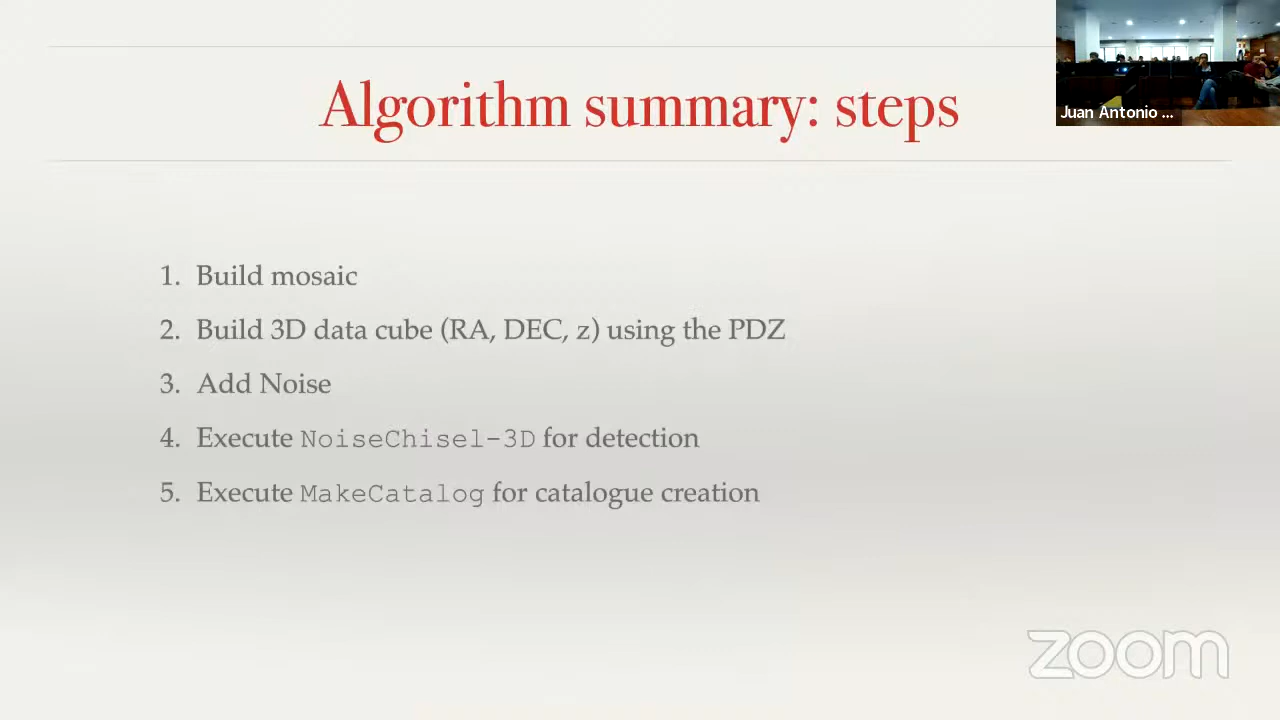 Algorithm summary: steps
Juan Antonio ...
1. Build mosaic
2. Build 3D data cube (RA, DEC, z) using the PDZ
3. Add Noise
4. Execute NoiseChisel-3D for detection
5. Execute MakeCatalog for catalogue creation
zoom